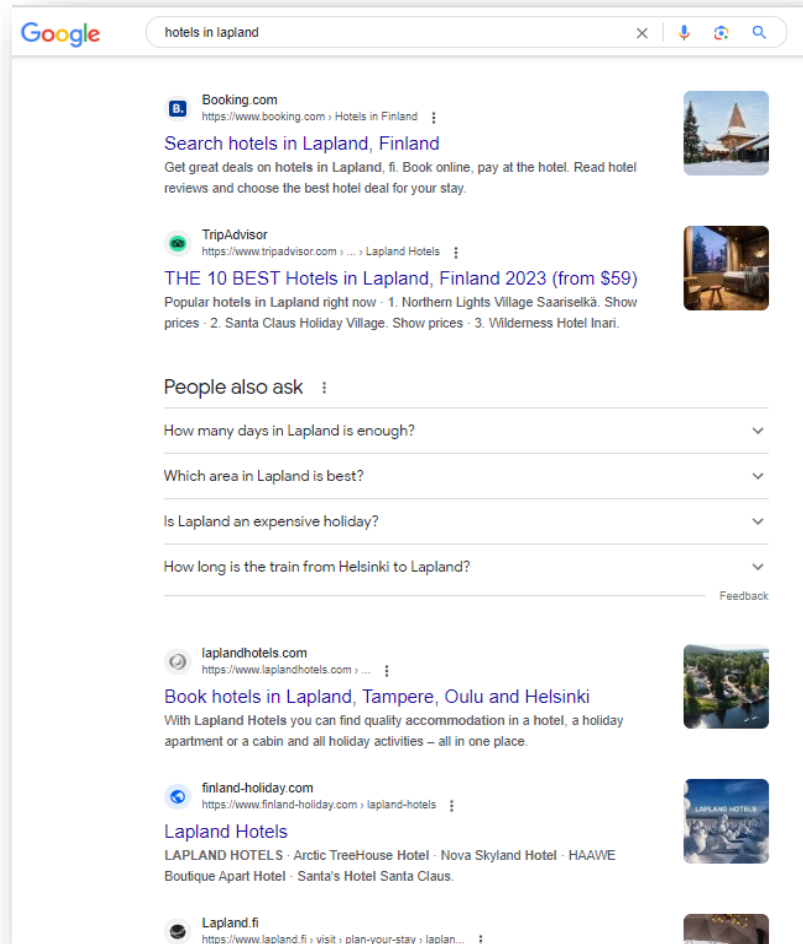 Google
hotels in lapland
B.
Booking.com
https://www.booking.com › Hotels in Finland
Search hotels in Lapland, Finland
Get great deals on hotels in Lapland, fi. Book online, pay at the hotel. Read hotel
reviews and choose the best hotel deal for your stay.
TripAdvisor
https://www.tripadvisor.com › ... › Lapland Hotels
THE 10 BEST Hotels in Lapland, Finland 2023 (from $59)
Popular hotels in Lapland right now · 1. Northern Lights Village Saariselkä. Show
prices · 2. Santa Claus Holiday Village. Show prices · 3. Wilderness Hotel Inari.
People also ask
How many days in Lapland is enough?
Which area in Lapland is best?
Is Lapland an expensive holiday?
How long is the train from Helsinki to Lapland?
Feedback
laplandhotels.com
https://www.laplandhotels.com › ...
Book hotels in Lapland, Tampere, Oulu and Helsinki
With Lapland Hotels you can find quality accommodation in a hotel, a holiday
apartment or a cabin and all holiday activities – all in one place.
finland-holiday.com
https://www.finland-holiday.com › lapland-hotels
LAPLAND HOTELS
Lapland Hotels
LAPLAND HOTELS · Arctic TreeHouse Hotel · Nova Skyland Hotel · HAAWE
Boutique Apart Hotel · Santa's Hotel Santa Claus.
Lapland.fi
https://www.lapland.fi › visit › plan-your-stay › laplan...